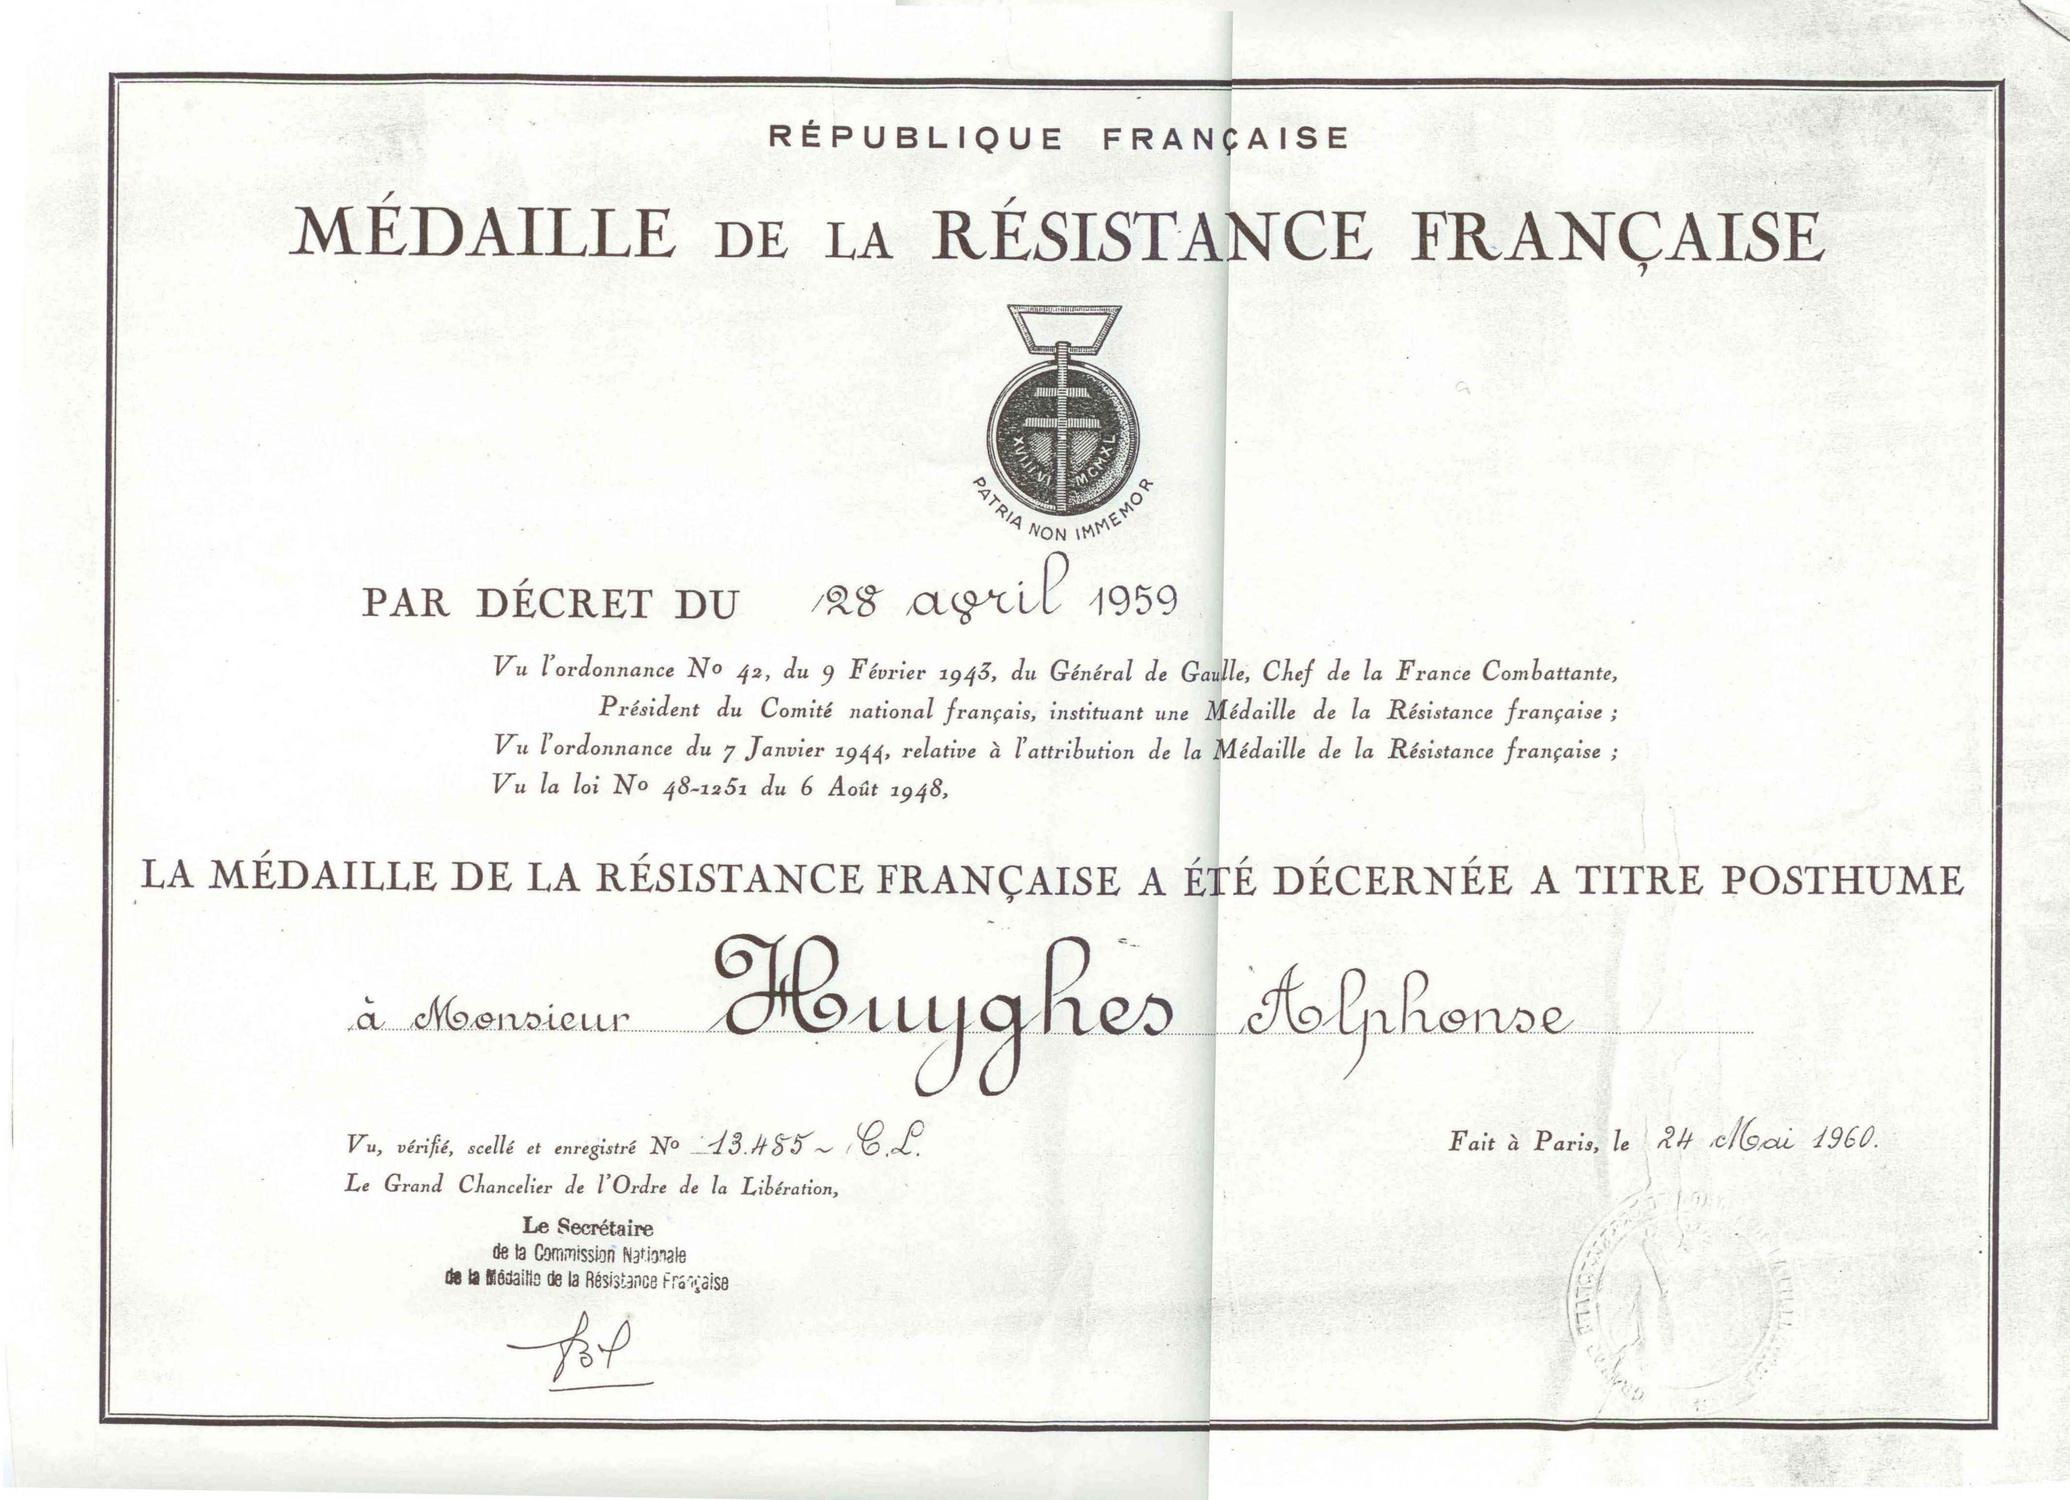 RÉPUBLIQUE FRANÇAISE
MÉDAILLE DE LA RÉSISTANCE FRANÇAISE
XVIII.VI. MCMXL
PATRIA NON IMMEMOR
PAR DÉCRET DU 28 avril 1959
Vu l'ordonnance No 42, du 9 Février 1943, du Général de Gaulle, Chef de la France Combattante,
Président du Comité national français, instituant une Médaille de la Résistance française ;
Vu l'ordonnance du 7 Janvier 1944, relative à l'attribution de la Médaille de la Résistance française ;
Vu la loi No 48-1251 du 6 Août 1948,
LA MÉDAILLE DE LA RÉSISTANCE FRANÇAISE A ÉTÉ DÉCERNÉE A TITRE POSTHUME
à Monsieur Huyghes Alphonse
Vu, vérifié, scellé et enregistré No 13.485 ~ C.L.
Fait à Paris, le 24 Mai 1960.
Le Grand Chancelier de l'Ordre de la Libération,
Le Secrétaire
de la Commission Nationale
de la Médaille de la Résistance Française